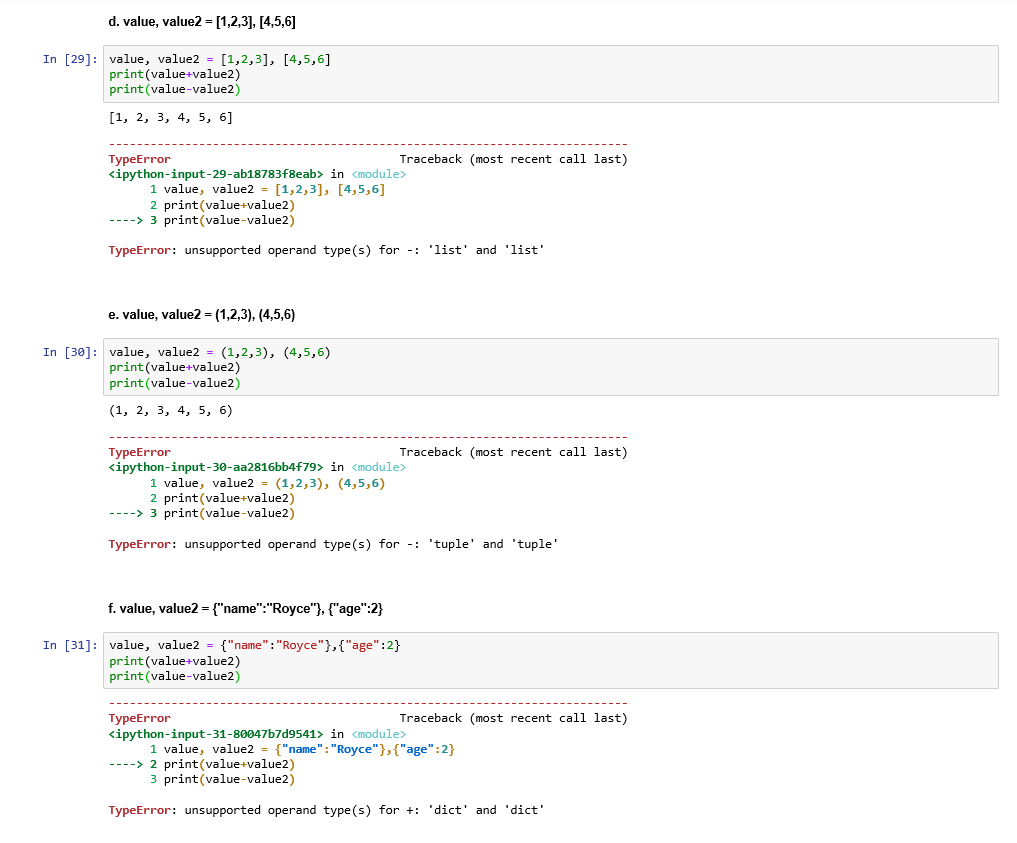 d. value, value2 = [1,2,3], [4,5,6]
In [29]: value, value2 = [1,2,3], [4,5,6]
print(value+value2)
print(value-value2)
[1, 2, 3, 4, 5, 6]
---------------------------------------------------------------------------
TypeError                                 Traceback (most recent call last)
<ipython-input-29-ab18783f8eab> in <module>
      1 value, value2 = [1,2,3], [4,5,6]
      2 print(value+value2)
----> 3 print(value-value2)
TypeError: unsupported operand type(s) for -: 'list' and 'list'
e. value, value2 = (1,2,3), (4,5,6)
In [30]: value, value2 = (1,2,3), (4,5,6)
print(value+value2)
print(value-value2)
(1, 2, 3, 4, 5, 6)
---------------------------------------------------------------------------
TypeError                                 Traceback (most recent call last)
<ipython-input-30-aa2816bb4f79> in <module>
      1 value, value2 = (1,2,3), (4,5,6)
      2 print(value+value2)
----> 3 print(value-value2)
TypeError: unsupported operand type(s) for -: 'tuple' and 'tuple'
f. value, value2 = {"name":"Royce"}, {"age":2}
In [31]: value, value2 = {"name":"Royce"},{"age":2}
print(value+value2)
print(value-value2)
---------------------------------------------------------------------------
TypeError                                 Traceback (most recent call last)
<ipython-input-31-80047b7d9541> in <module>
      1 value, value2 = {"name":"Royce"},{"age":2}
----> 2 print(value+value2)
      3 print(value-value2)
TypeError: unsupported operand type(s) for +: 'dict' and 'dict'